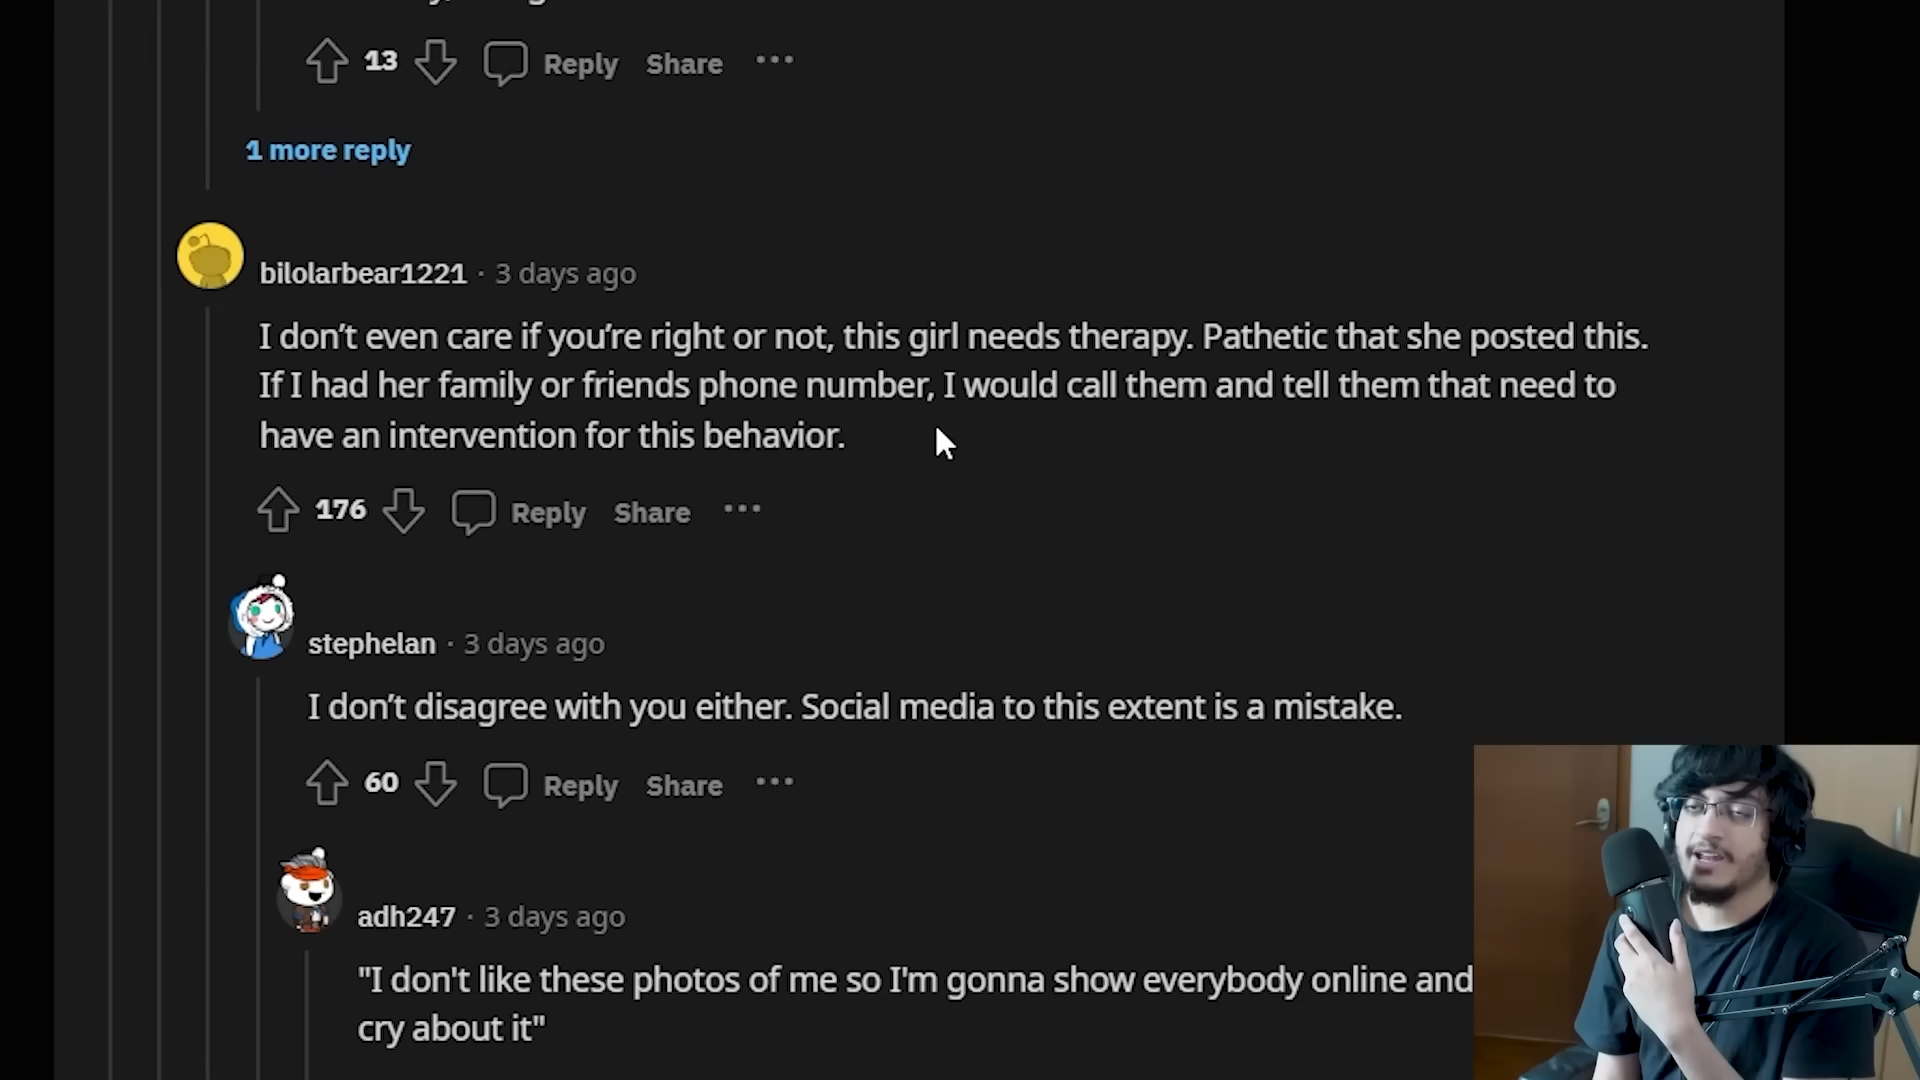 13 Reply Share ...
1 more reply
bilolarbear1221 · 3 days ago
I don’t even care if you’re right or not, this girl needs therapy. Pathetic that she posted this.
If I had her family or friends phone number, I would call them and tell them that need to
have an intervention for this behavior.
176 Reply Share ...
stephelan · 3 days ago
I don’t disagree with you either. Social media to this extent is a mistake.
60 Reply Share ...
adh247 · 3 days ago
"I don't like these photos of me so I'm gonna show everybody online and
cry about it"